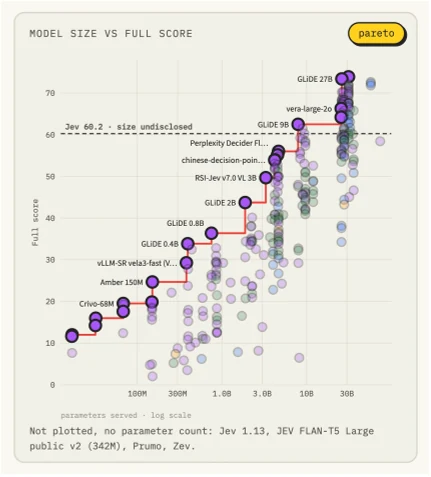 MODEL SIZE VS FULL SCORE
pareto
GLiDE 27B
70
vera-large-2o
Jev 60.2 · size undisclosed
GLiDE 9B
60
Perplexity Decider Fl...
chinese-decision-poin...
50
RSI-Jev v7.0 VL 3B
GLiDE 2B
40
GLiDE 0.8B
GLiDE 0.4B
30
vLLM-SR vela3-fast (V...
Amber 150M
20
Crivo-68M
10
0
Full score
100M 300M 1.0B 3.0B 10B 30B
parameters served · log scale
Not plotted, no parameter count: Jev 1.13, JEV FLAN-T5 Large
public v2 (342M), Prumo, Zev.